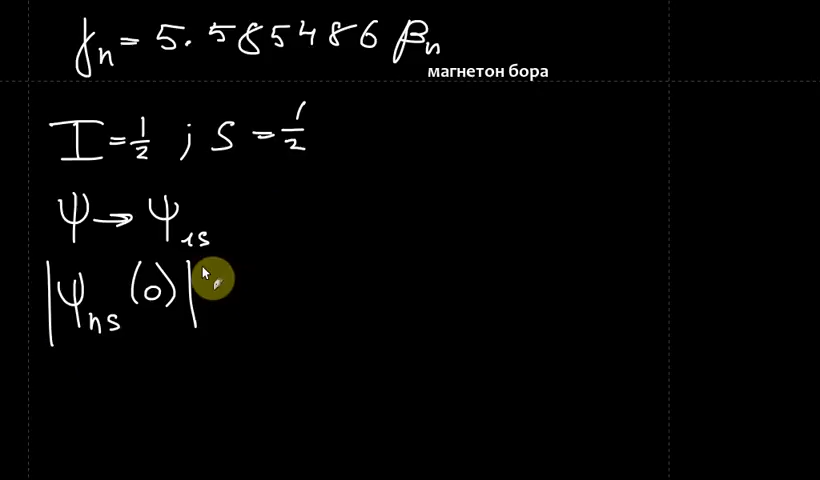 γₙ = 5.585486 βₙ
магнетон бора
I = 1/2 ; S = 1/2
ψ → ψ₁ₛ
|ψₙₛ (0)|